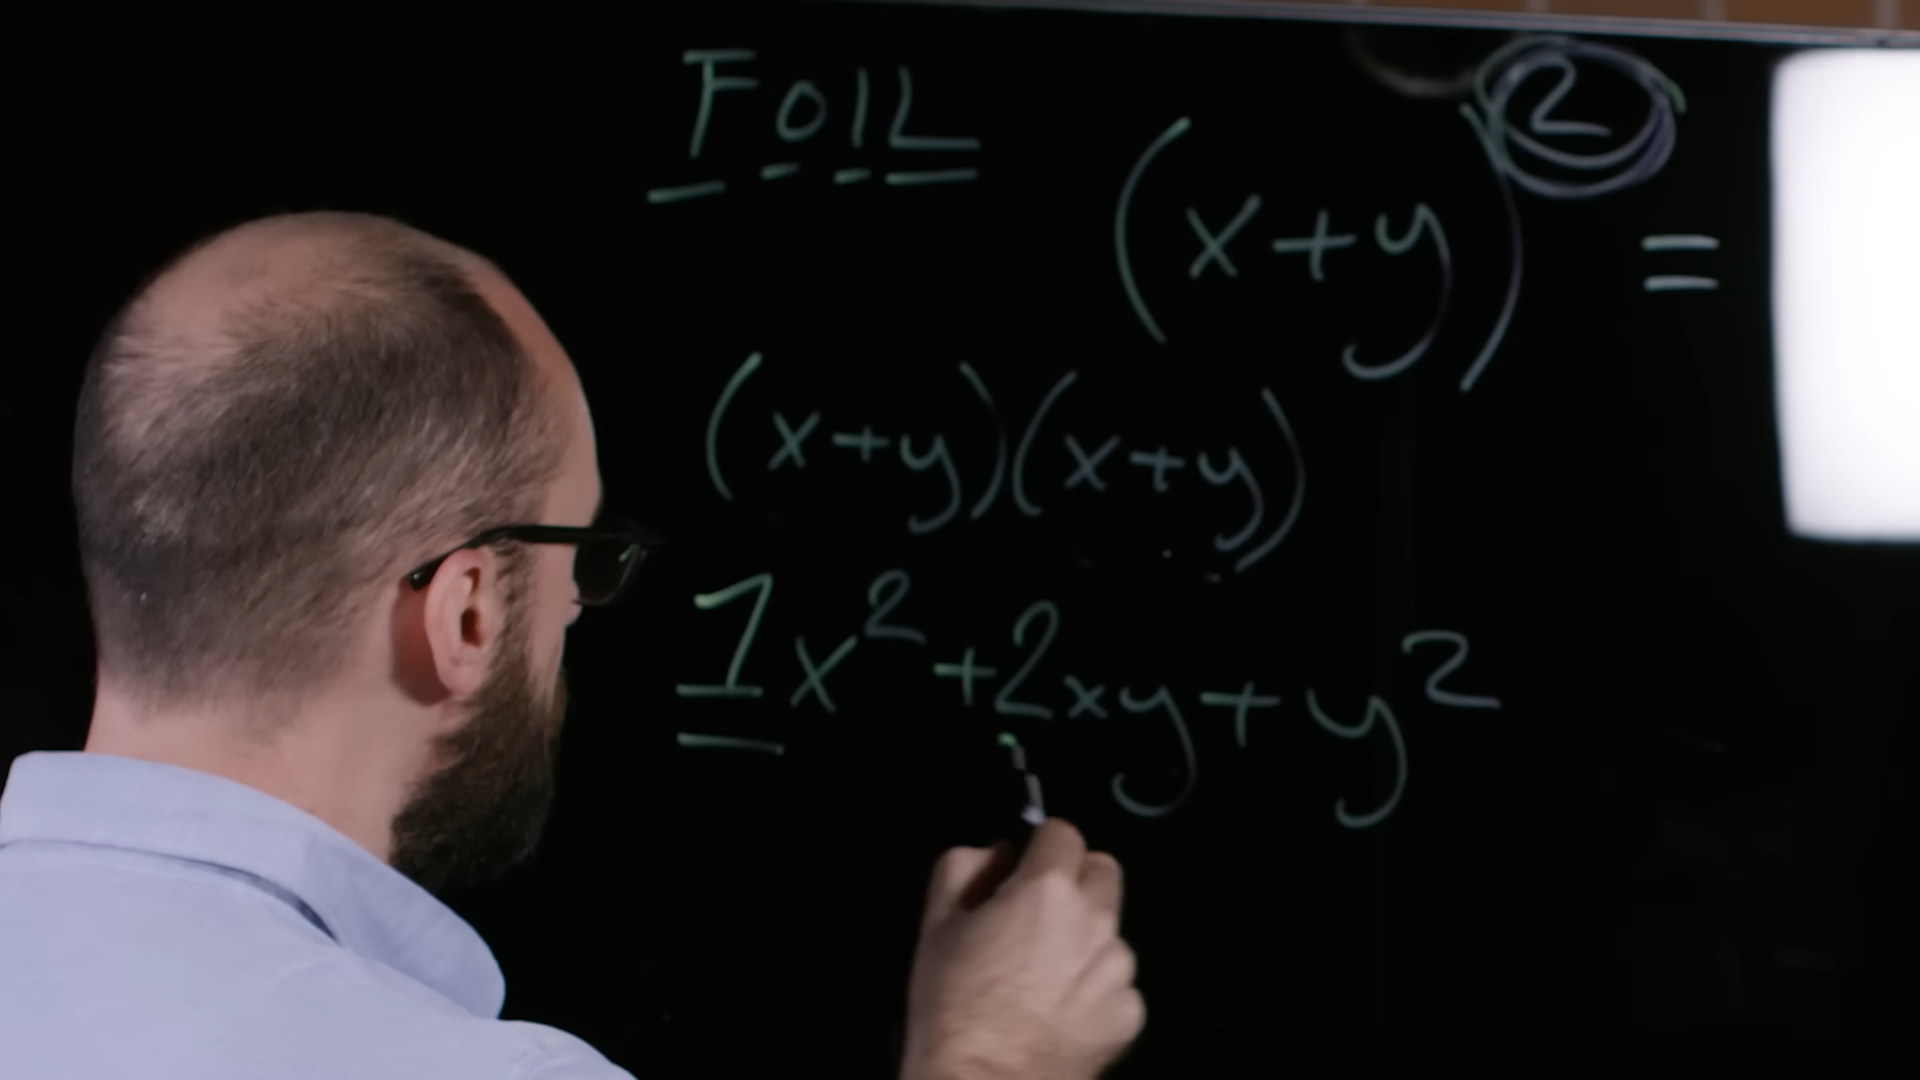 FOIL
(x+y)² =
(x+y)(x+y)
1x²+2xy+y²